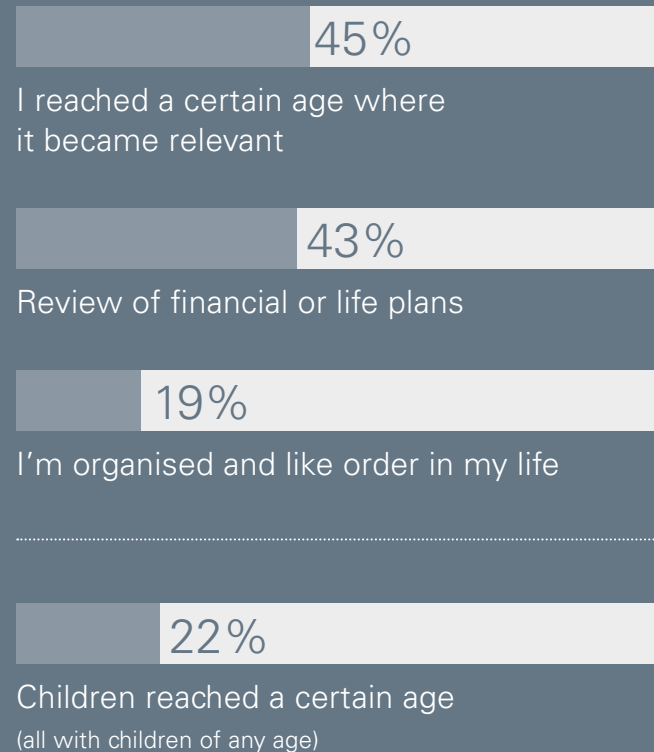 45%
I reached a certain age where
it became relevant
43%
Review of financial or life plans
19%
I’m organised and like order in my life
22%
Children reached a certain age
(all with children of any age)